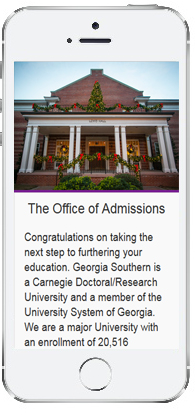 The Office of Admissions
Congratulations on taking the
next step to furthering your
education. Georgia Southern is
a Carnegie Doctoral/Research
University and a member of the
University System of Georgia.
We are a major University with
an enrollment of 20,516